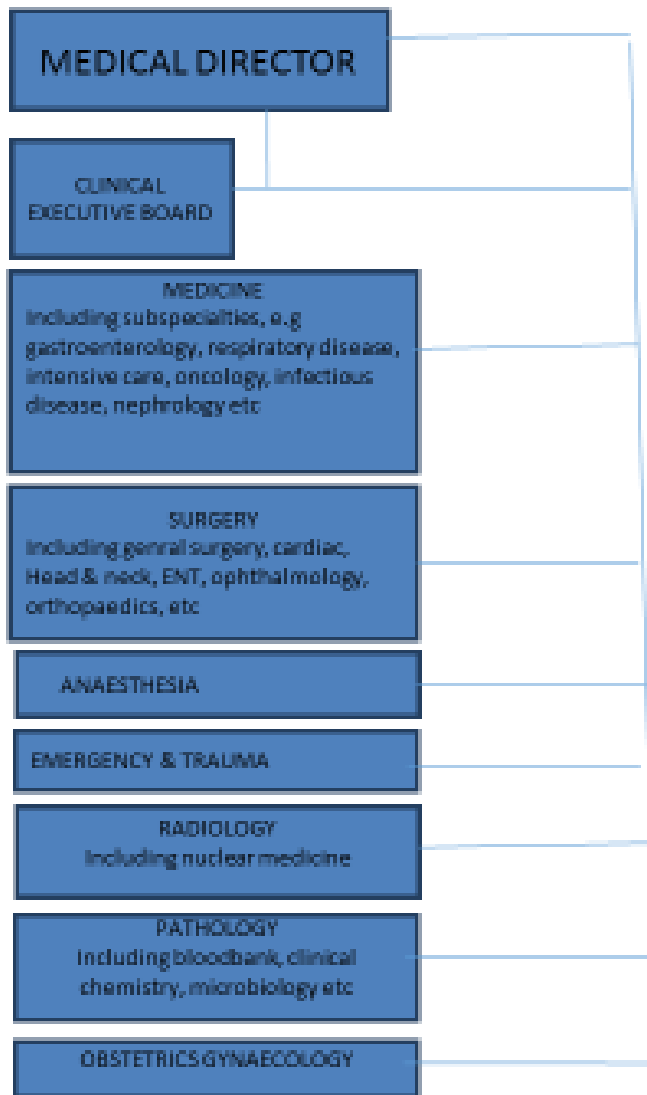 MEDICAL DIRECTOR
CLINICAL
EXECUTIVE BOARD
MEDICINE
Including subspecialties, e.g
gastroenterology, respiratory disease,
intensive care, oncology, infectious
disease, nephrology etc
SURGERY
Including genral surgery, cardiac,
Head & neck, ENT, ophthalmology,
orthopaedics, etc
ANAESTHESIA
EMERGENCY & TRAUMA
RADIOLOGY
Including nuclear medicine
PATHOLOGY
Including bloodbank, clinical
chemistry, microbiology etc
OBSTETRICS GYNAECOLOGY